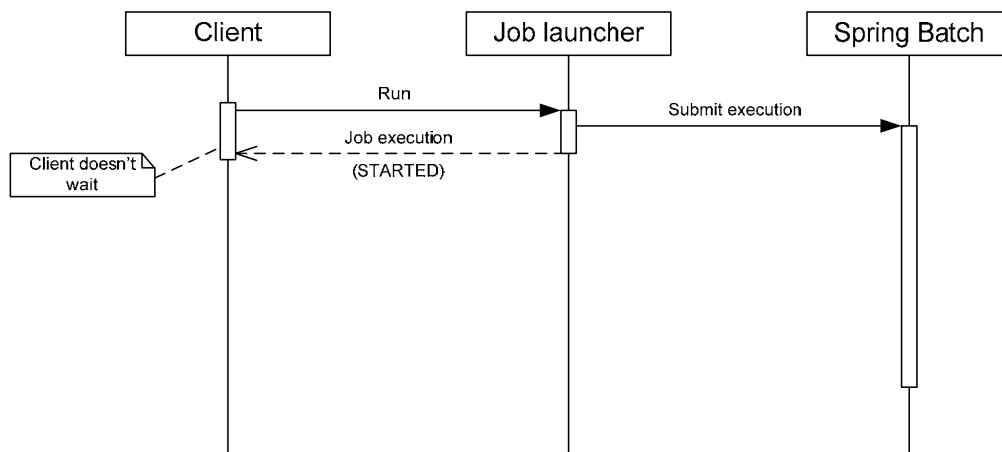 Client
Job launcher
Spring Batch
Run
Submit execution
Job execution
(STARTED)
Client doesn't
wait